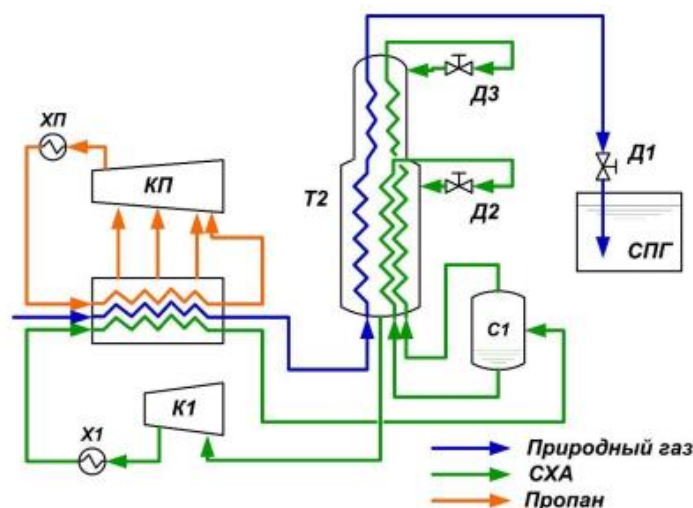 Д3
ХП
Д1
КП
Т2
Д2
СПГ
С1
К1
Х1
Природный газ
СХА
Пропан